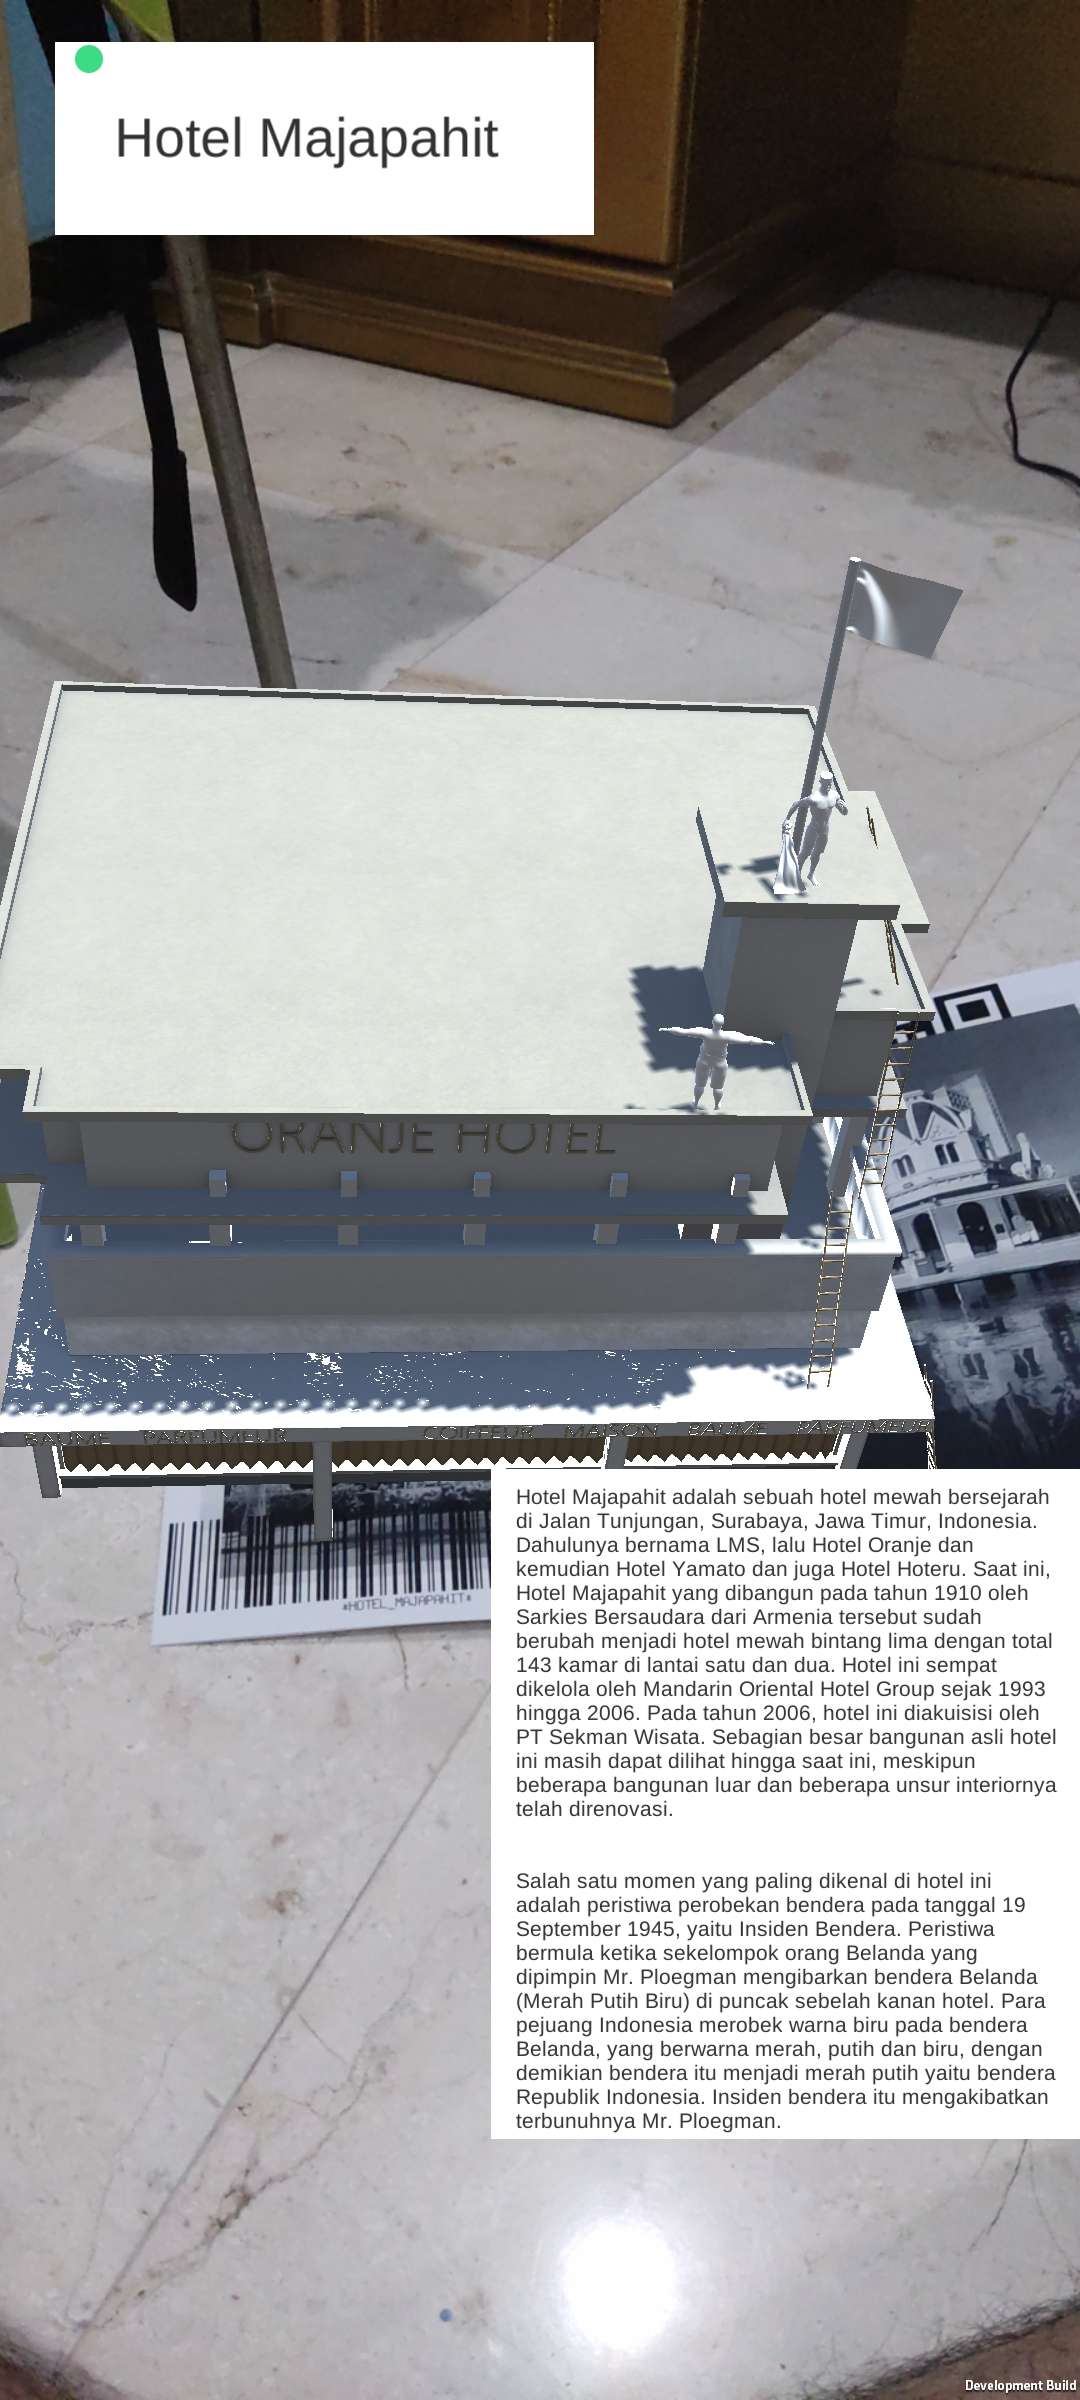 Hotel Majapahit
ORANJE HOTEL
BAUME PARFUMEUR COIFFEUR MAISON BAUME PARFUMEUR
*HOTEL_MAJAPAHIT*
Hotel Majapahit adalah sebuah hotel mewah bersejarah
di Jalan Tunjungan, Surabaya, Jawa Timur, Indonesia.
Dahulunya bernama LMS, lalu Hotel Oranje dan
kemudian Hotel Yamato dan juga Hotel Hoteru. Saat ini,
Hotel Majapahit yang dibangun pada tahun 1910 oleh
Sarkies Bersaudara dari Armenia tersebut sudah
berubah menjadi hotel mewah bintang lima dengan total
143 kamar di lantai satu dan dua. Hotel ini sempat
dikelola oleh Mandarin Oriental Hotel Group sejak 1993
hingga 2006. Pada tahun 2006, hotel ini diakuisisi oleh
PT Sekman Wisata. Sebagian besar bangunan asli hotel
ini masih dapat dilihat hingga saat ini, meskipun
beberapa bangunan luar dan beberapa unsur interiornya
telah direnovasi.
Salah satu momen yang paling dikenal di hotel ini
adalah peristiwa perobekan bendera pada tanggal 19
September 1945, yaitu Insiden Bendera. Peristiwa
bermula ketika sekelompok orang Belanda yang
dipimpin Mr. Ploegman mengibarkan bendera Belanda
(Merah Putih Biru) di puncak sebelah kanan hotel. Para
pejuang Indonesia merobek warna biru pada bendera
Belanda, yang berwarna merah, putih dan biru, dengan
demikian bendera itu menjadi merah putih yaitu bendera
Republik Indonesia. Insiden bendera itu mengakibatkan
terbunuhnya Mr. Ploegman.
Development Build